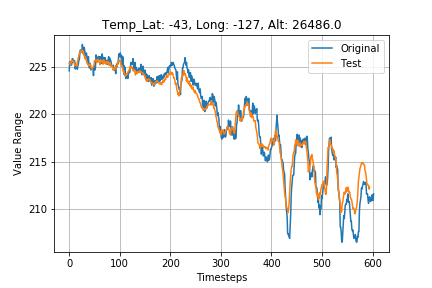 Temp_Lat: -43, Long: -127, Alt: 26486.0
Original
Test
Value Range
225
220
215
210
0
100
200
300
400
500
600
Timesteps